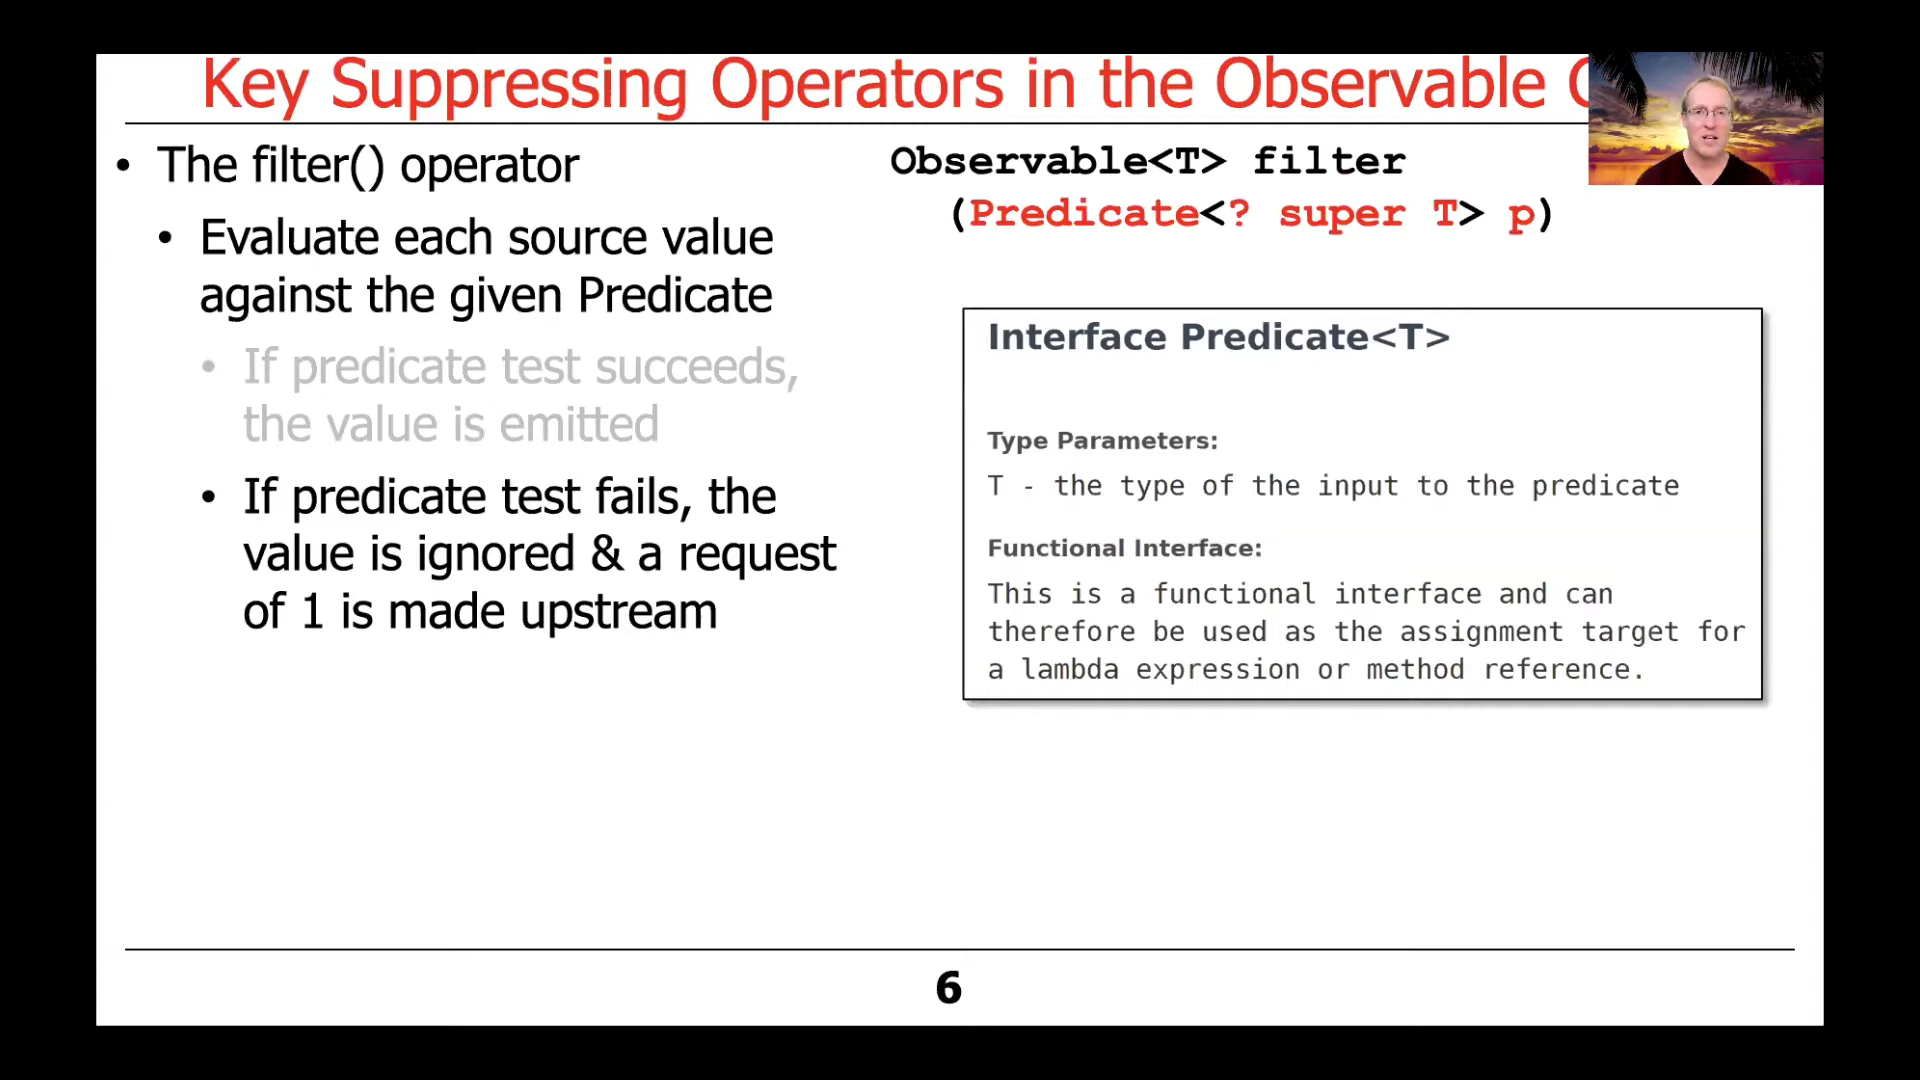 Key Suppressing Operators in the Observable
• The filter() operator
• Evaluate each source value
against the given Predicate
• If predicate test succeeds,
the value is emitted
• If predicate test fails, the
value is ignored & a request
of 1 is made upstream
Observable<T> filter
(Predicate<? super T> p)
Interface Predicate<T>
Type Parameters:
T - the type of the input to the predicate
Functional Interface:
This is a functional interface and can
therefore be used as the assignment target for
a lambda expression or method reference.
6